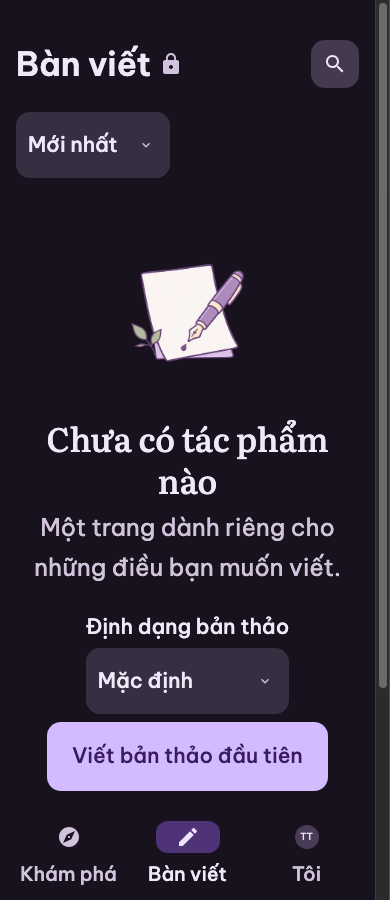 Bàn viết
Mới nhất
Chưa có tác phẩm
nào
Một trang dành riêng cho
những điều bạn muốn viết.
Định dạng bản thảo
Mặc định
Viết bản thảo đầu tiên
TT
Khám phá
Bàn viết
Tôi